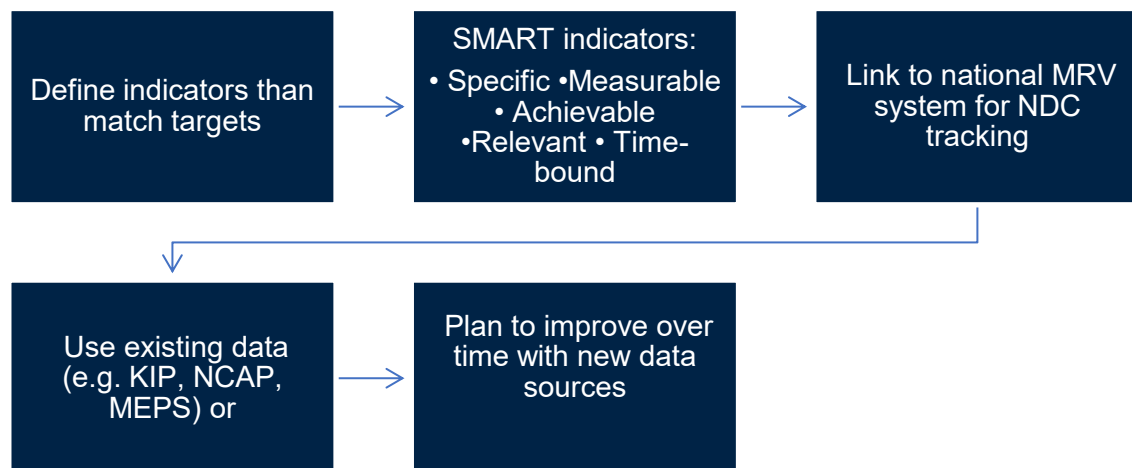 Define indicators than
match targets
SMART indicators:
• Specific •Measurable
• Achievable
•Relevant • Time-
bound
Link to national MRV
system for NDC
tracking
Use existing data
(e.g. KIP, NCAP,
MEPS) or
Plan to improve over
time with new data
sources